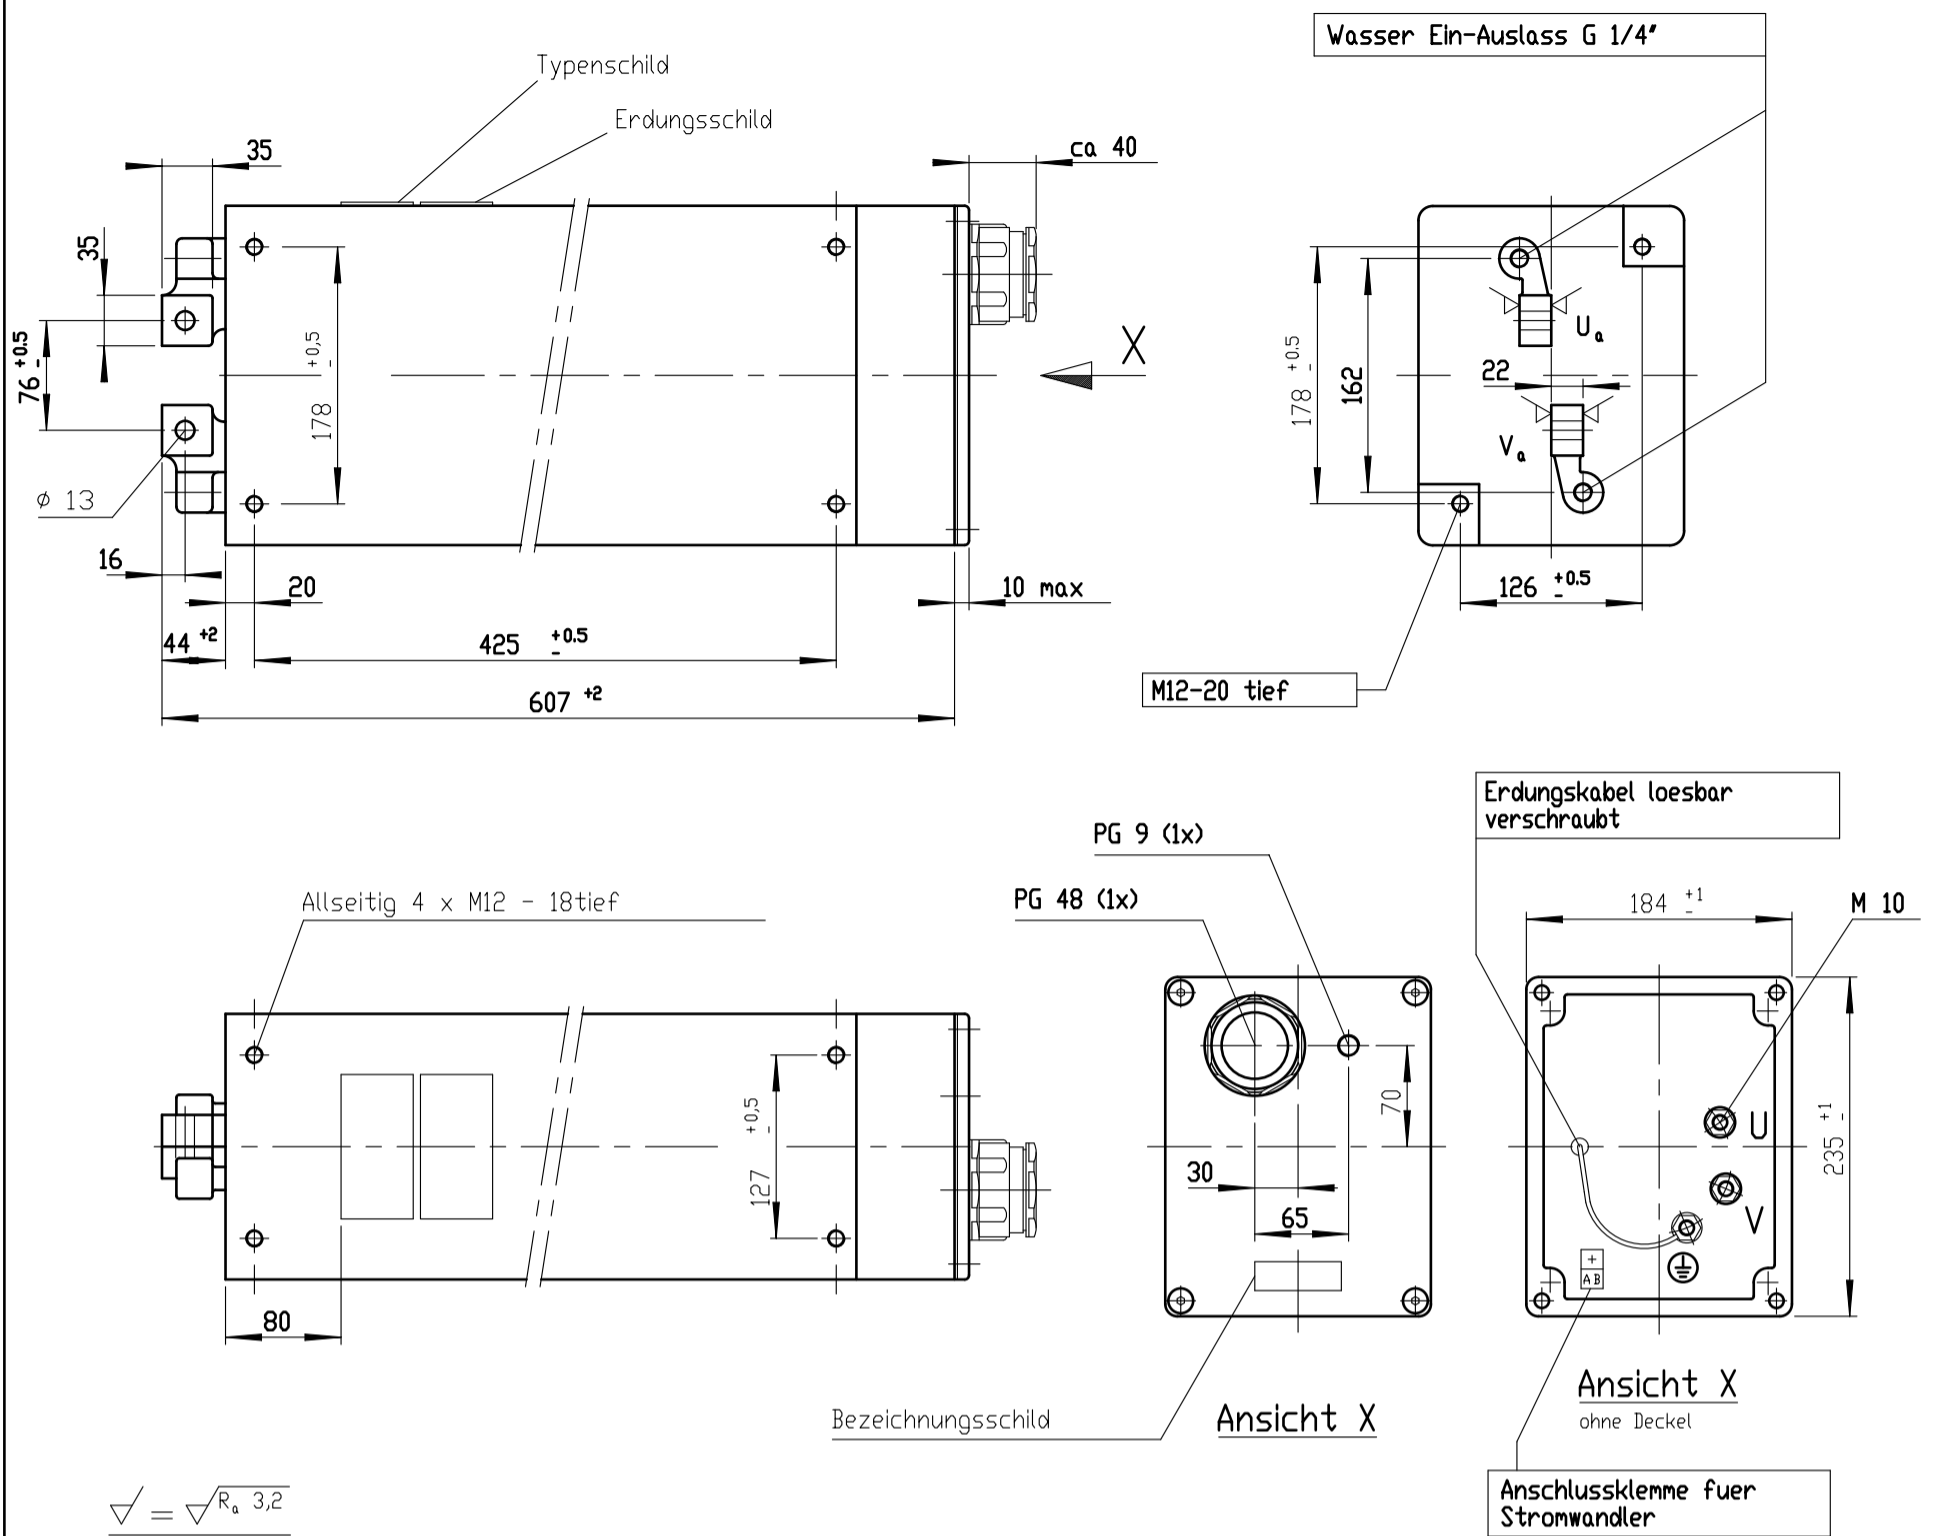 Wasser Ein-Auslass G 1/4"
Typenschild
Erdungsschild
35
ca 40
35
76 +0.5 -
178 +0,5 -
X
178 +0.5 -
162
22
U a
V a
ø 13
16
20
10 max
126 +0.5 -
44 +2
425 +0.5 -
607 +2
M12-20 tief
Erdungskabel loesbar
verschraubt
PG 9 (1x)
PG 48 (1x)
Allseitig 4 x M12 - 18tief
184 +1 -
M 10
127 +0,5 -
70
30
65
U
V
235 +1 -
+
AB
80
Bezeichnungsschild
Ansicht X
Ansicht X
ohne Deckel
Anschlussklemme fuer
Stromwandler
= Ra 3,2